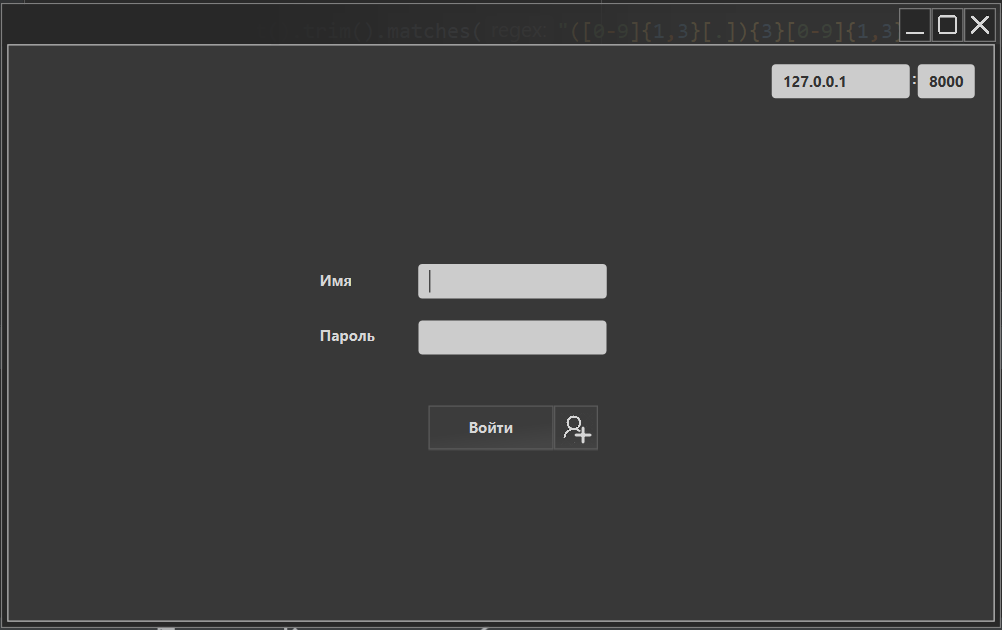 trim().matches( regex: "([0-9]{1,3}[.]){3}[0-9]{1,3}
127.0.0.1 : 8000
Имя
Пароль
Войти